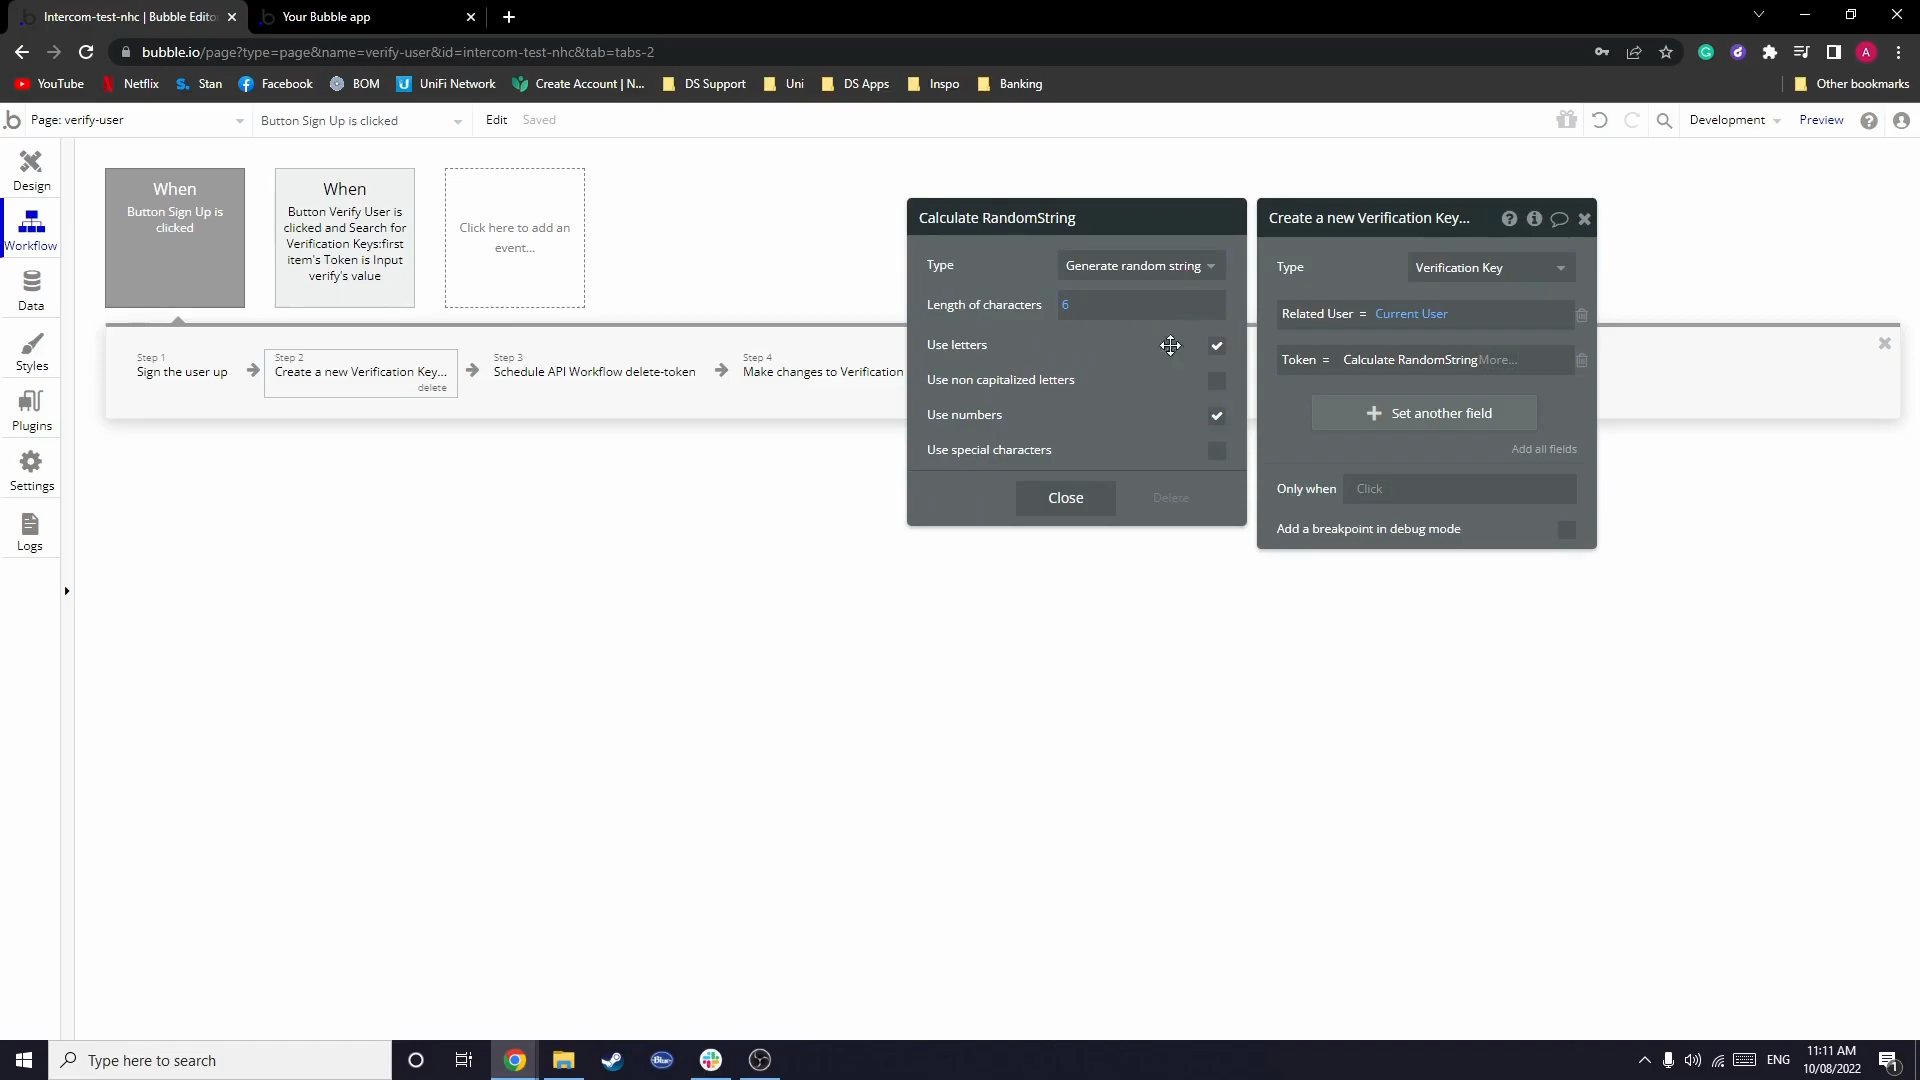 Intercom-test-nhc | Bubble Edito
Your Bubble app
bubble.io/page?type=page&name=verify-user&id=intercom-test-nhc&tab=tabs-2
A
YouTube
Netflix
Stan
Facebook
BOM
UniFi Network
Create Account | N...
DS Support
Uni
DS Apps
Inspo
Banking
Other bookmarks
Page: verify-user
Button Sign Up is clicked
Edit
Saved
Development
Preview
Design
Workflow
Data
Styles
Plugins
Settings
Logs
When
Button Sign Up is
clicked
When
Button Verify User is
clicked and Search for
Verification Keys:first
item's Token is Input
verify's value
Click here to add an
event...
Step 1
Sign the user up
Step 2
Create a new Verification Key...
delete
Step 3
Schedule API Workflow delete-token
Step 4
Make changes to Verification
Calculate RandomString
Type
Generate random string
Length of characters
6
Use letters
Use non capitalized letters
Use numbers
Use special characters
Close
Delete
Create a new Verification Key...
Type
Verification Key
Related User = Current User
Token = Calculate RandomStringMore...
Set another field
Add all fields
Only when
Click
Add a breakpoint in debug mode
Type here to search
Blue
ENG
11:11 AM
10/08/2022
1